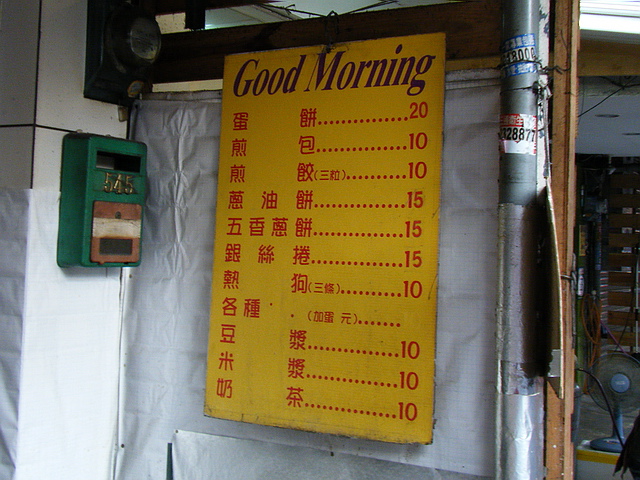 Good Morning
蛋餅..............20
煎包..............10
煎餃(三粒)..........10
蔥油餅..............15
五香蔥餅..............15
銀絲捲..............15
熱狗(三條)..........10
各種 (加蛋 元).......
豆漿..............10
米漿..............10
奶茶..............10
545